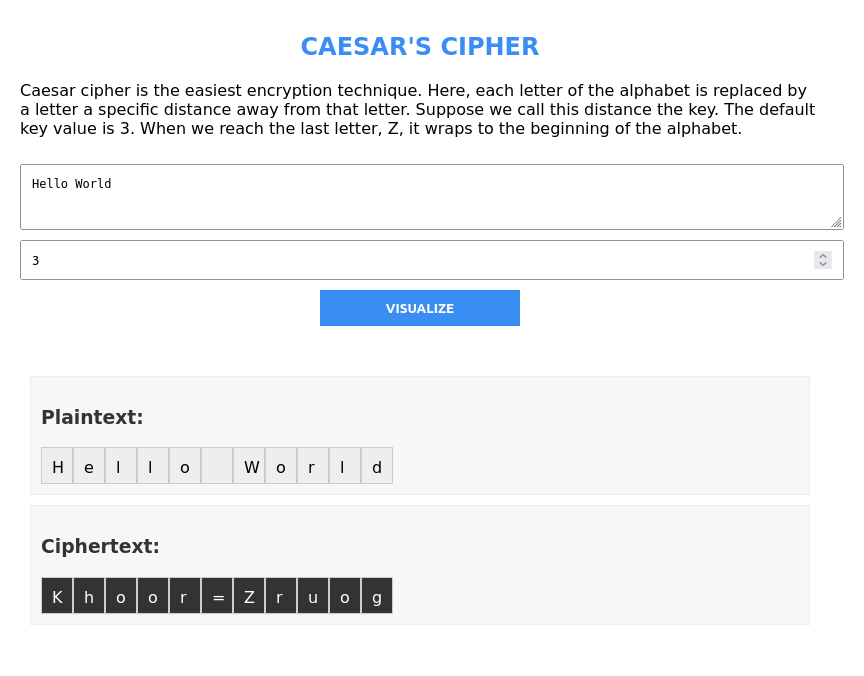 CAESAR'S CIPHER
Caesar cipher is the easiest encryption technique. Here, each letter of the alphabet is replaced by
a letter a specific distance away from that letter. Suppose we call this distance the key. The default
key value is 3. When we reach the last letter, Z, it wraps to the beginning of the alphabet.
Hello World
3
VISUALIZE
Plaintext:
H e l l o W o r l d
Ciphertext:
K h o o r = Z r u o g